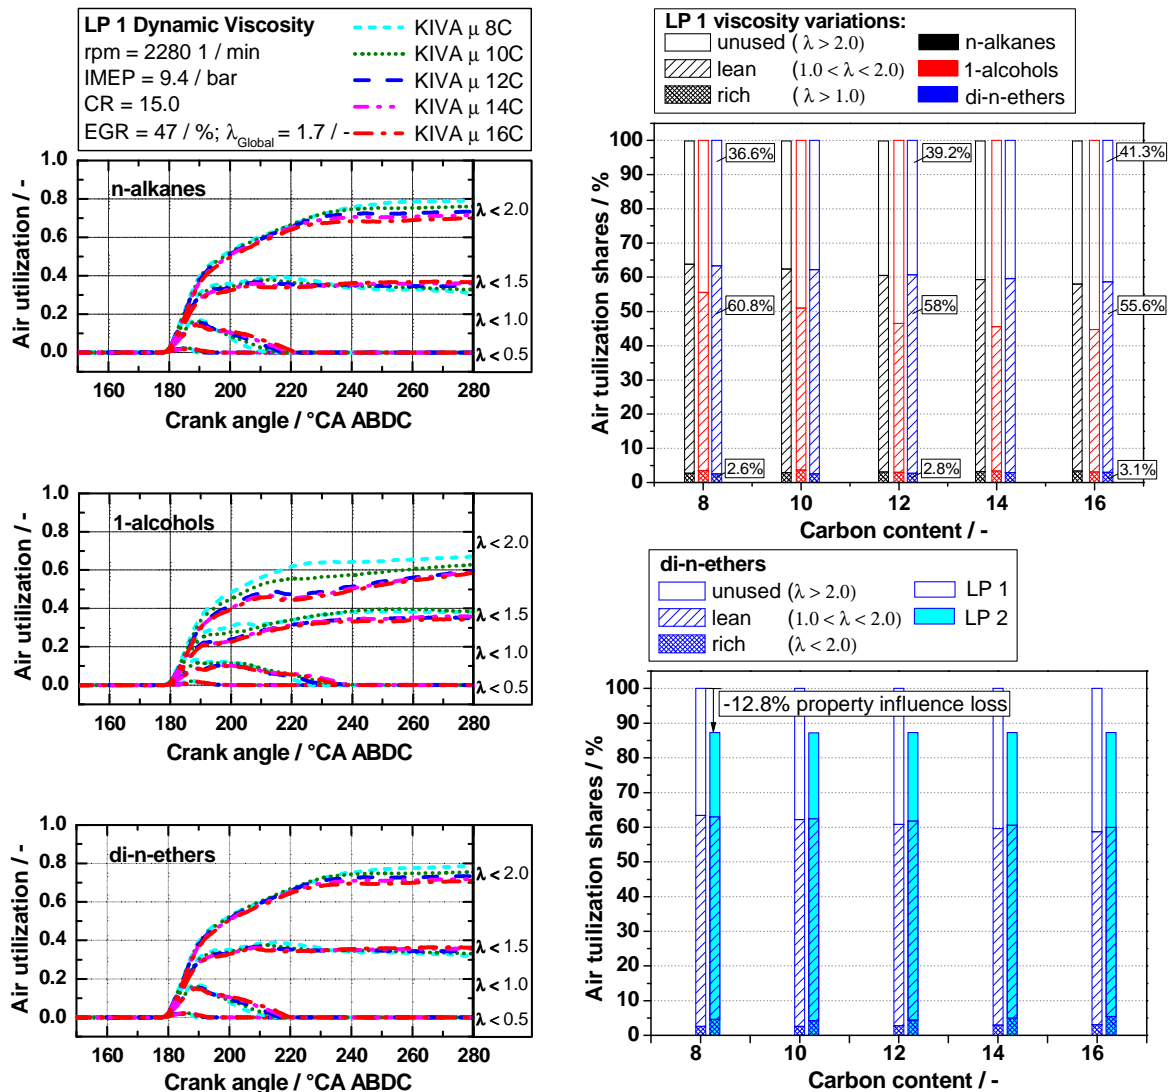 LP 1 Dynamic Viscosity
rpm = 2280 1 / min
IMEP = 9.4 / bar
CR = 15.0
EGR = 47 / %; λGlobal = 1.7 / -
KIVA μ 8C
KIVA μ 10C
KIVA μ 12C
KIVA μ 14C
KIVA μ 16C
n-alkanes
1.0
0.8
0.6
0.4
0.2
0.0
Air utilization / -
λ < 2.0
λ < 1.5
λ < 1.0
λ < 0.5
160 180 200 220 240 260 280
Crank angle / °CA ABDC
1-alcohols
1.0
0.8
0.6
0.4
0.2
0.0
Air utilization / -
λ < 2.0
λ < 1.5
λ < 1.0
λ < 0.5
160 180 200 220 240 260 280
Crank angle / °CA ABDC
di-n-ethers
1.0
0.8
0.6
0.4
0.2
0.0
Air utilization / -
λ < 2.0
λ < 1.5
λ < 1.0
λ < 0.5
160 180 200 220 240 260 280
Crank angle / °CA ABDC
LP 1 viscosity variations:
unused ( λ > 2.0)
lean (1.0 < λ < 2.0)
rich ( λ > 1.0)
n-alkanes
1-alcohols
di-n-ethers
100
90
80
70
60
50
40
30
20
10
0
Air tuilization shares / %
36.6%
39.2%
41.3%
60.8%
58%
55.6%
2.6%
2.8%
3.1%
8 10 12 14 16
Carbon content / -
di-n-ethers
unused (λ > 2.0)
lean (1.0 < λ < 2.0)
rich (λ < 2.0)
LP 1
LP 2
100
90
80
70
60
50
40
30
20
10
0
Air tuilization shares / %
-12.8% property influence loss
8 10 12 14 16
Carbon content / -